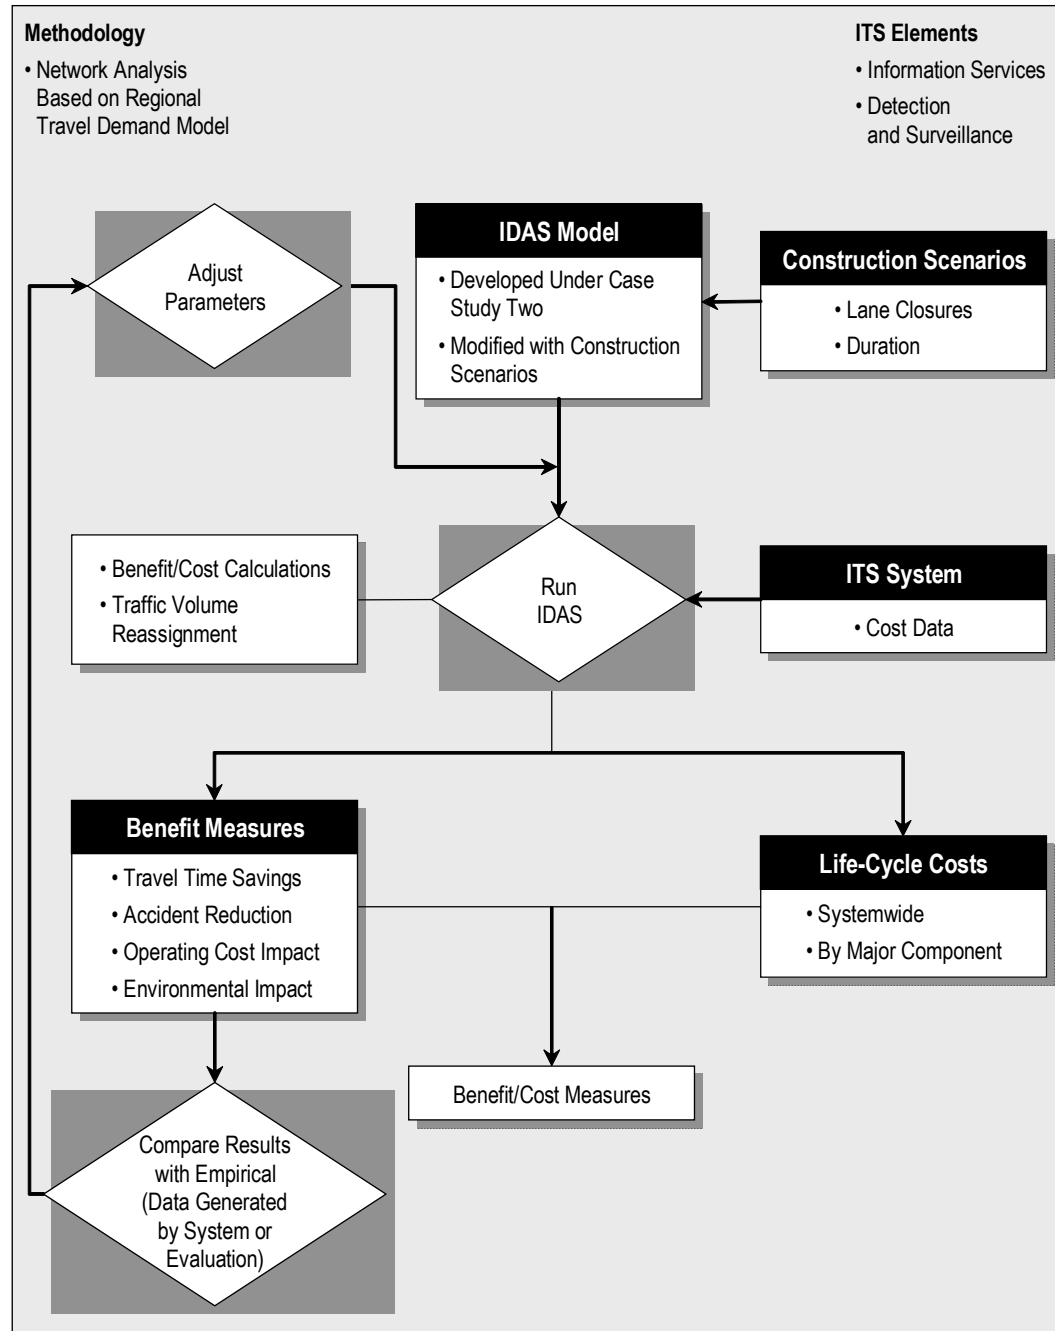 Methodology
• Network Analysis
Based on Regional
Travel Demand Model
ITS Elements
• Information Services
• Detection
and Surveillance
Adjust
Parameters
IDAS Model
• Developed Under Case
Study Two
• Modified with Construction
Scenarios
Construction Scenarios
• Lane Closures
• Duration
• Benefit/Cost Calculations
• Traffic Volume
Reassignment
Run
IDAS
ITS System
• Cost Data
Benefit Measures
• Travel Time Savings
• Accident Reduction
• Operating Cost Impact
• Environmental Impact
Life-Cycle Costs
• Systemwide
• By Major Component
Benefit/Cost Measures
Compare Results
with Empirical
(Data Generated
by System or
Evaluation)